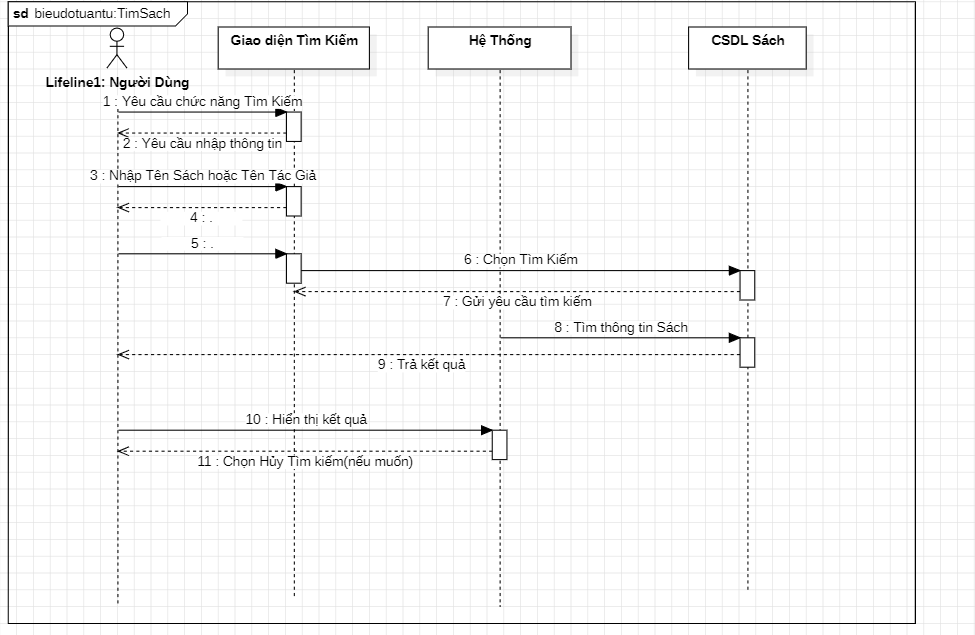 sd bieudotuantu:TimSach
Giao diện Tìm Kiếm
Hệ Thống
CSDL Sách
Lifeline1: Người Dùng
1 : Yêu cầu chức năng Tìm Kiếm
2 : Yêu cầu nhập thông tin
3 : Nhập Tên Sách hoặc Tên Tác Giả
4 : .
5 : .
6 : Chọn Tìm Kiếm
7 : Gửi yêu cầu tìm kiếm
8 : Tìm thông tin Sách
9 : Trả kết quả
10 : Hiển thị kết quả
11 : Chọn Hủy Tìm kiếm(nếu muốn)